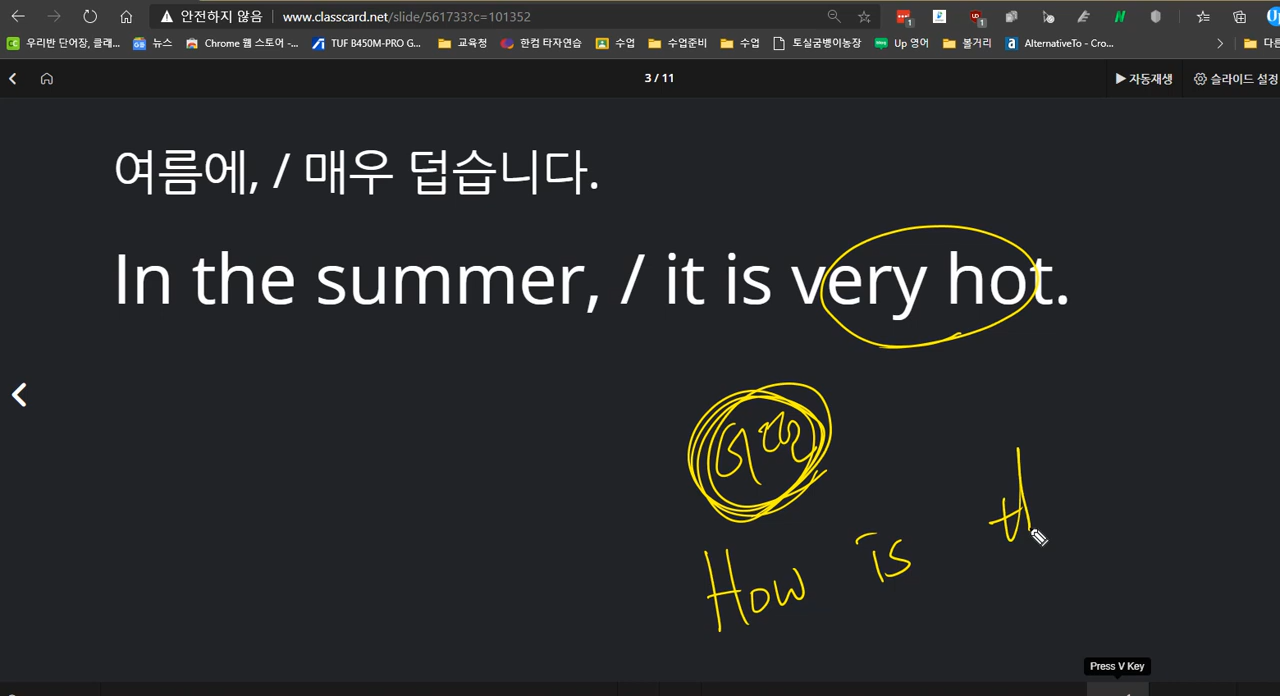 안전하지 않음 www.classcard.net/slide/561733?c=101352
우리반 단어장, 클래... 뉴스 Chrome 웹 스토어 -... TUF B450M-PRO G... 교육청 한컴 타자연습 수업 수업준비 수업 토실굼벵이농장 Up 영어 볼거리 AlternativeTo - Cro... 다른
3 / 11 ▶자동재생 슬라이드 설정
여름에, / 매우 덥습니다.
In the summer, / it is very hot.
How is th
Press V Key